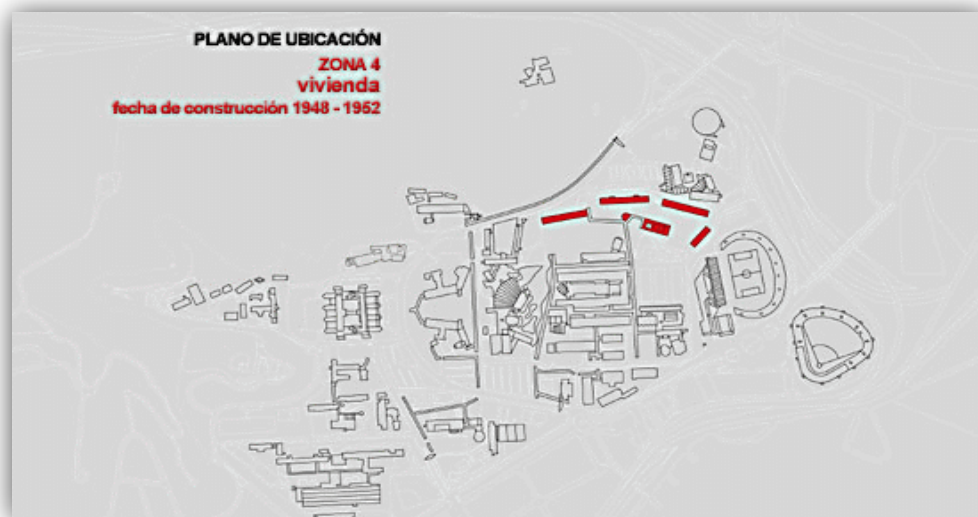 PLANO DE UBICACIÓN
ZONA 4
vivienda
fecha de construcción 1948 - 1952